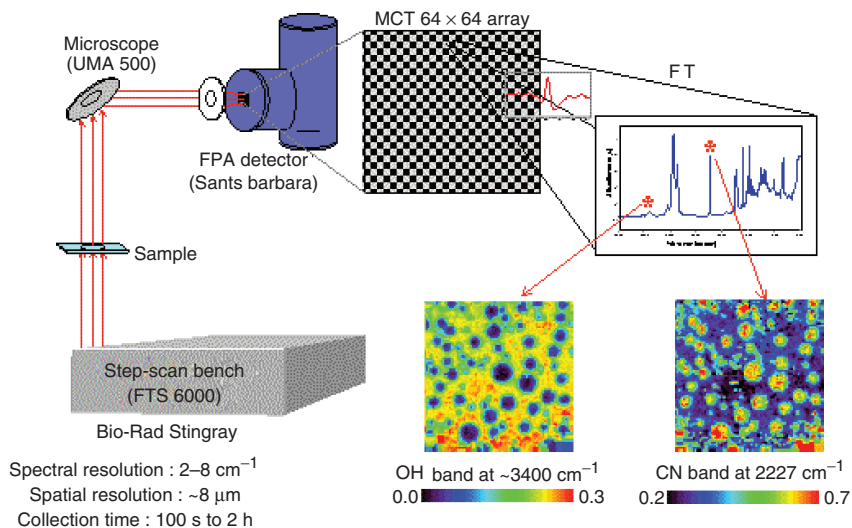 MCT 64 × 64 array
Microscope
(UMA 500)
FT
FPA detector
(Sants barbara)
Sample
Step-scan bench
(FTS 6000)
Bio-Rad Stingray
Spectral resolution : 2–8 cm⁻¹
Spatial resolution : ~8 μm
Collection time : 100 s to 2 h
OH band at ~3400 cm⁻¹
0.0 0.3
CN band at 2227 cm⁻¹
0.2 0.7